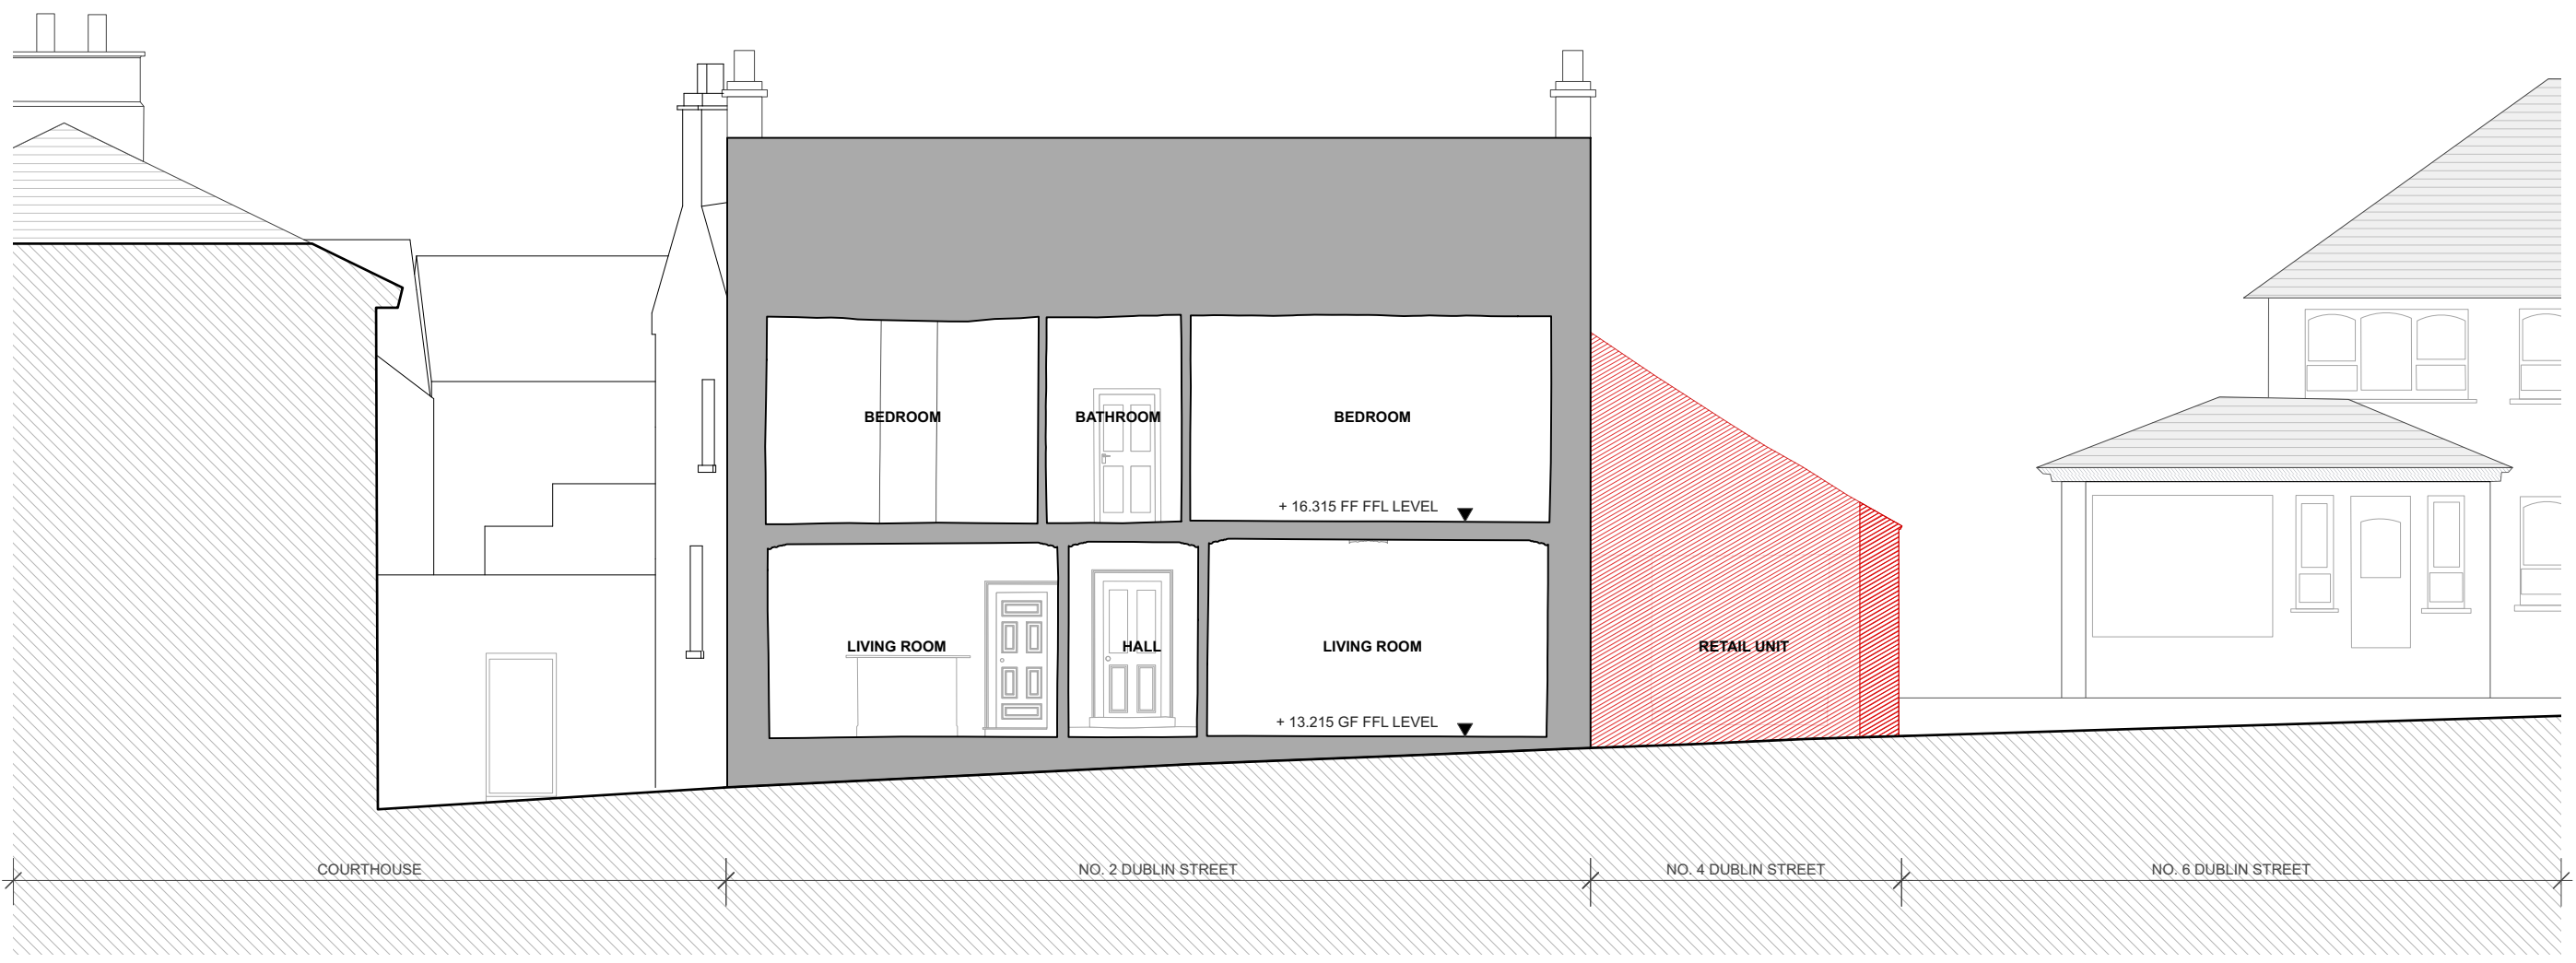 BEDROOM
BATHROOM
BEDROOM
+ 16.315 FF FFL LEVEL
LIVING ROOM
HALL
LIVING ROOM
RETAIL UNIT
+ 13.215 GF FFL LEVEL
COURTHOUSE
NO. 2 DUBLIN STREET
NO. 4 DUBLIN STREET
NO. 6 DUBLIN STREET